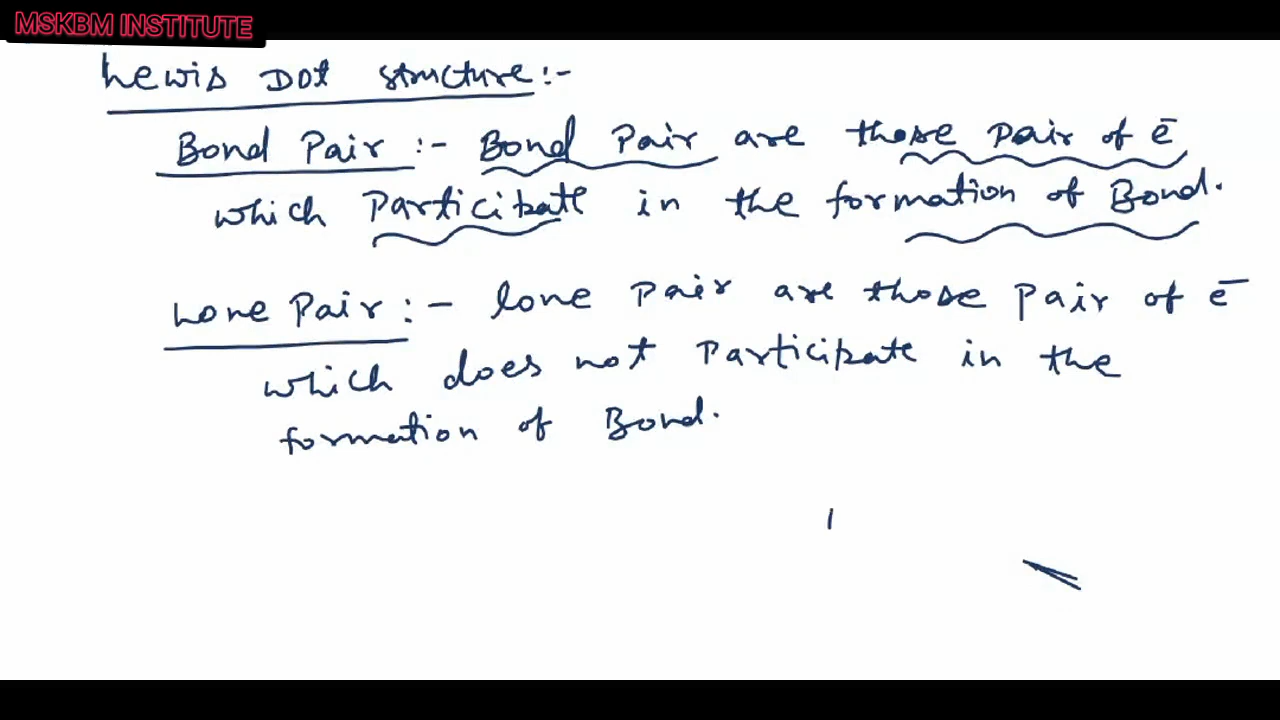 MSKBM INSTITUTE
Lewis Dot structure :-
Bond Pair :- Bond Pair are those pair of e̅
which Participate in the formation of Bond.
Lone Pair :- lone pair are those pair of e̅
which does not Participate in the
formation of Bond.